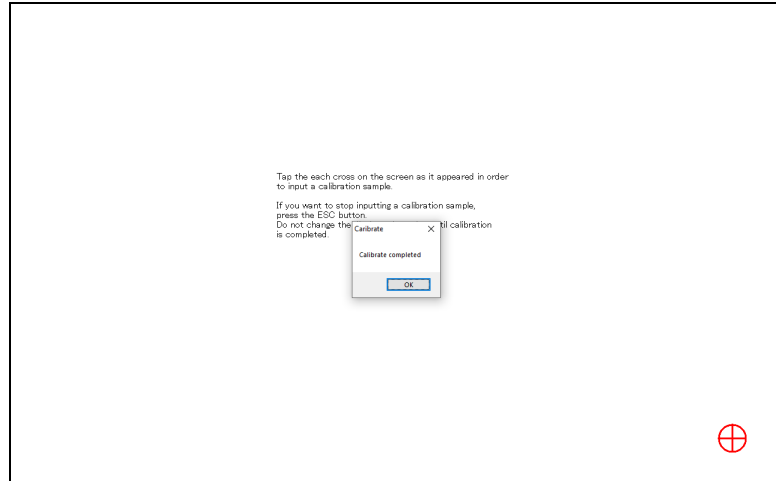 Tap the each cross on the screen as it appeared in order
to input a calibration sample.
If you want to stop inputting a calibration sample,
press the ESC button.
Do not change the
til calibration
is completed.
Caribrate
Calibrate completed
OK